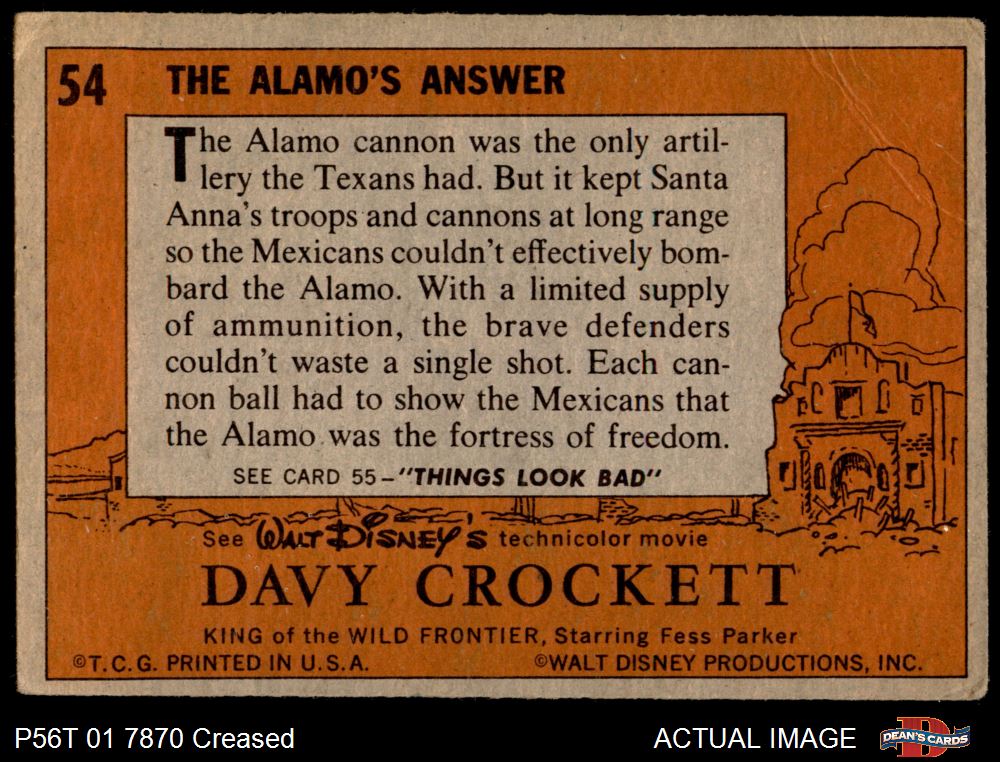 54 THE ALAMO'S ANSWER
The Alamo cannon was the only artil-
lery the Texans had. But it kept Santa
Anna's troops and cannons at long range
so the Mexicans couldn't effectively bom-
bard the Alamo. With a limited supply
of ammunition, the brave defenders
couldn't waste a single shot. Each can-
non ball had to show the Mexicans that
the Alamo was the fortress of freedom.
SEE CARD 55-"THINGS LOOK BAD"
See WALT DISNEY'S technicolor movie
DAVY CROCKETT
KING of the WILD FRONTIER, Starring Fess Parker
©T.C.G. PRINTED IN U.S.A. ©WALT DISNEY PRODUCTIONS, INC.
P56T 01 7870 Creased ACTUAL IMAGE DEAN'S CARDS